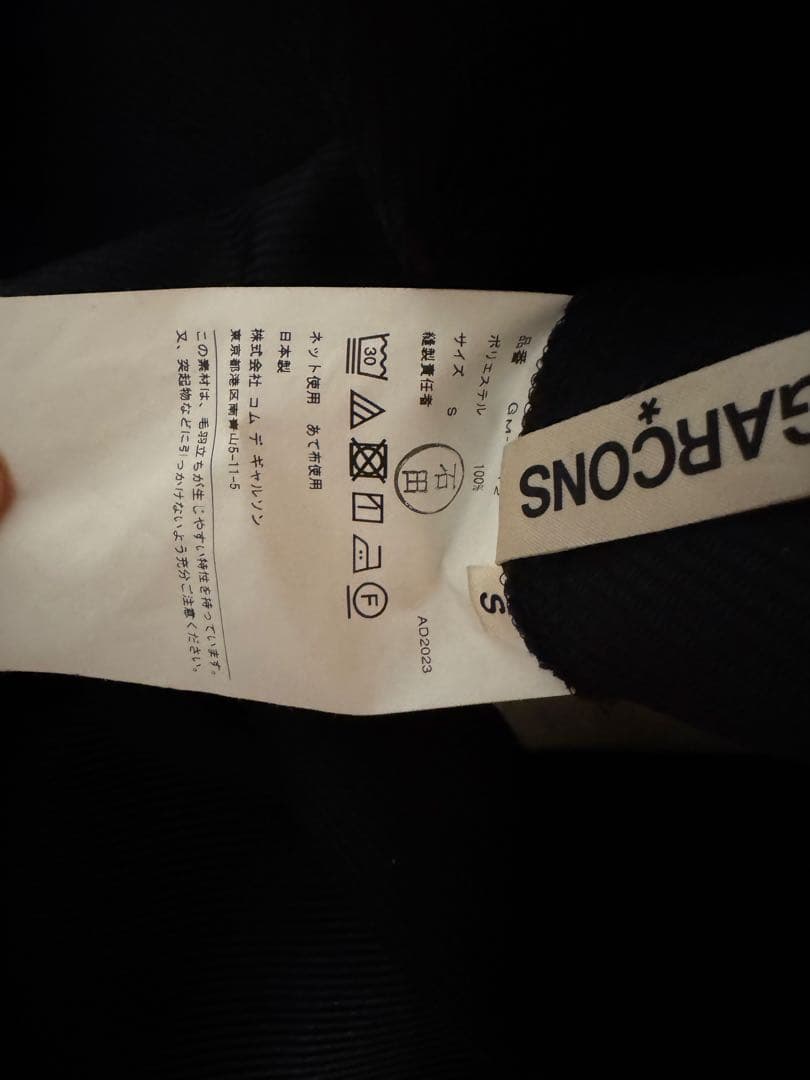 GARCONS
S
品番 GM-
ポリエステル 100%
サイズ S
縫製責任者 石田
AD2023
30
F
ネット使用 あて布使用
日本製
株式会社 コム デ ギャルソン
東京都港区南青山5-11-5
この素材は、毛羽立ちが生じやすい特性を持っています。
又、突起物などに引っかけないよう充分ご注意ください。